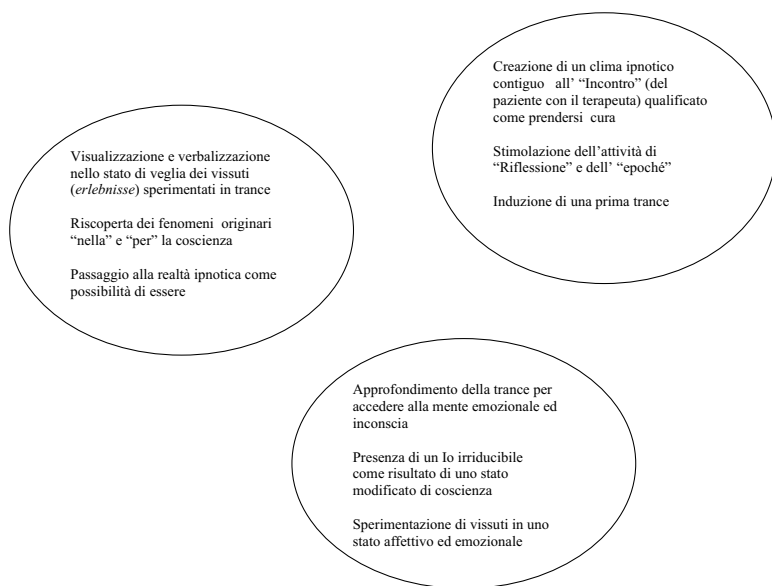 Creazione di un clima ipnotico
contiguo all' “Incontro” (del
paziente con il terapeuta) qualificato
come prendersi cura
Stimolazione dell'attività di
“Riflessione” e dell' “epoché”
Induzione di una prima trance
Visualizzazione e verbalizzazione
nello stato di veglia dei vissuti
(erlebnisse) sperimentati in trance
Riscoperta dei fenomeni originari
“nella” e “per” la coscienza
Passaggio alla realtà ipnotica come
possibilità di essere
Approfondimento della trance per
accedere alla mente emozionale ed
inconscia
Presenza di un Io irriducibile
come risultato di uno stato
modificato di coscienza
Sperimentazione di vissuti in uno
stato affettivo ed emozionale